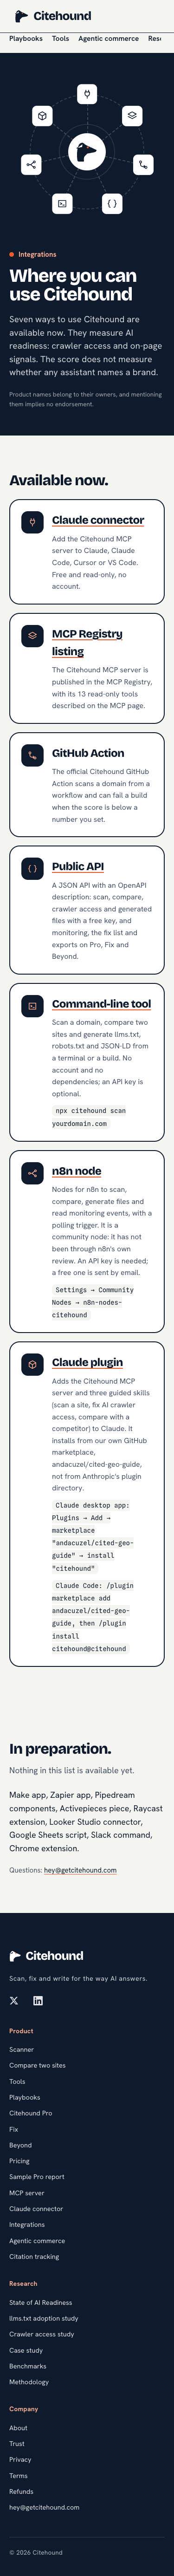 Citehound
Playbooks Tools Agentic commerce
Integrations
Where you can
use Citehound
Seven ways to use Citehound are
available now. They measure AI
readiness: crawler access and on-page
signals. The score does not measure
whether any assistant names a brand.
Product names belong to their owners, and mentioning
them implies no endorsement.
Available now.
Claude connector
Add the Citehound MCP
server to Claude, Claude
Code, Cursor or VS Code.
Free and read-only, no
account.
MCP Registry
listing
The Citehound MCP server is
published in the MCP Registry,
with its 13 read-only tools
described on the MCP page.
GitHub Action
The official Citehound GitHub
Action scans a domain from a
workflow and can fail a build
when the score is below a
number you set.
Public API
A JSON API with an OpenAPI
description: scan, compare,
crawler access and generated
files with a free key, and
monitoring, the fix list and
exports on Pro, Fix and
Beyond.
Command-line tool
Scan a domain, compare two
sites and generate llms.txt,
robots.txt and JSON-LD from
a terminal or a build. No
account and no
dependencies; an API key is
optional.
npx citehound scan
yourdomain.com
n8n node
Nodes for n8n to scan,
compare, generate files and
read monitoring events, with a
polling trigger. It is a
community node: it has not
been through n8n's own
review. An API key is needed;
a free one is sent by email.
Settings → Community
Nodes → n8n-nodes-
citehound
Claude plugin
Adds the Citehound MCP
server and three guided skills
(scan a site, fix AI crawler
access, compare with a
competitor) to Claude. It
installs from our own GitHub
marketplace,
andacuzel/cited-geo-guide,
not from Anthropic's plugin
directory.
Claude desktop app:
Plugins → Add →
marketplace
"andacuzel/cited-geo-
guide" → install
"citehound"
Claude Code: /plugin
marketplace add
andacuzel/cited-geo-
guide, then /plugin
install
citehound@citehound
In preparation.
Nothing in this list is available yet.
Make app, Zapier app, Pipedream
components, Activepieces piece, Raycast
extension, Looker Studio connector,
Google Sheets script, Slack command,
Chrome extension.
Questions: hey@getcitehound.com
Citehound
Scan, fix and write for the way AI answers.
Product
Scanner
Compare two sites
Tools
Playbooks
Citehound Pro
Fix
Beyond
Pricing
Sample Pro report
MCP server
Claude connector
Integrations
Agentic commerce
Citation tracking
Research
State of AI Readiness
llms.txt adoption study
Crawler access study
Case study
Benchmarks
Methodology
Company
About
Trust
Privacy
Terms
Refunds
hey@getcitehound.com
© 2026 Citehound